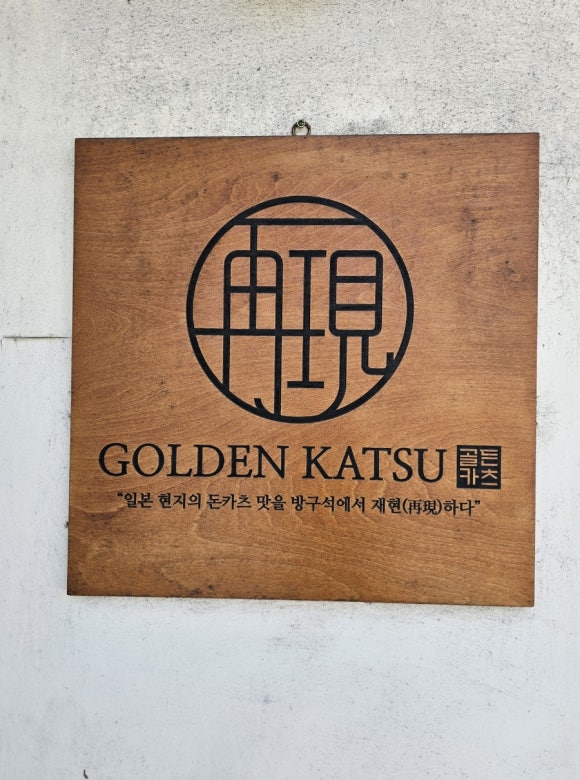 再現
GOLDEN KATSU 골든카츠
“일본 현지의 돈카츠 맛을 방구석에서 재현(再現)하다”